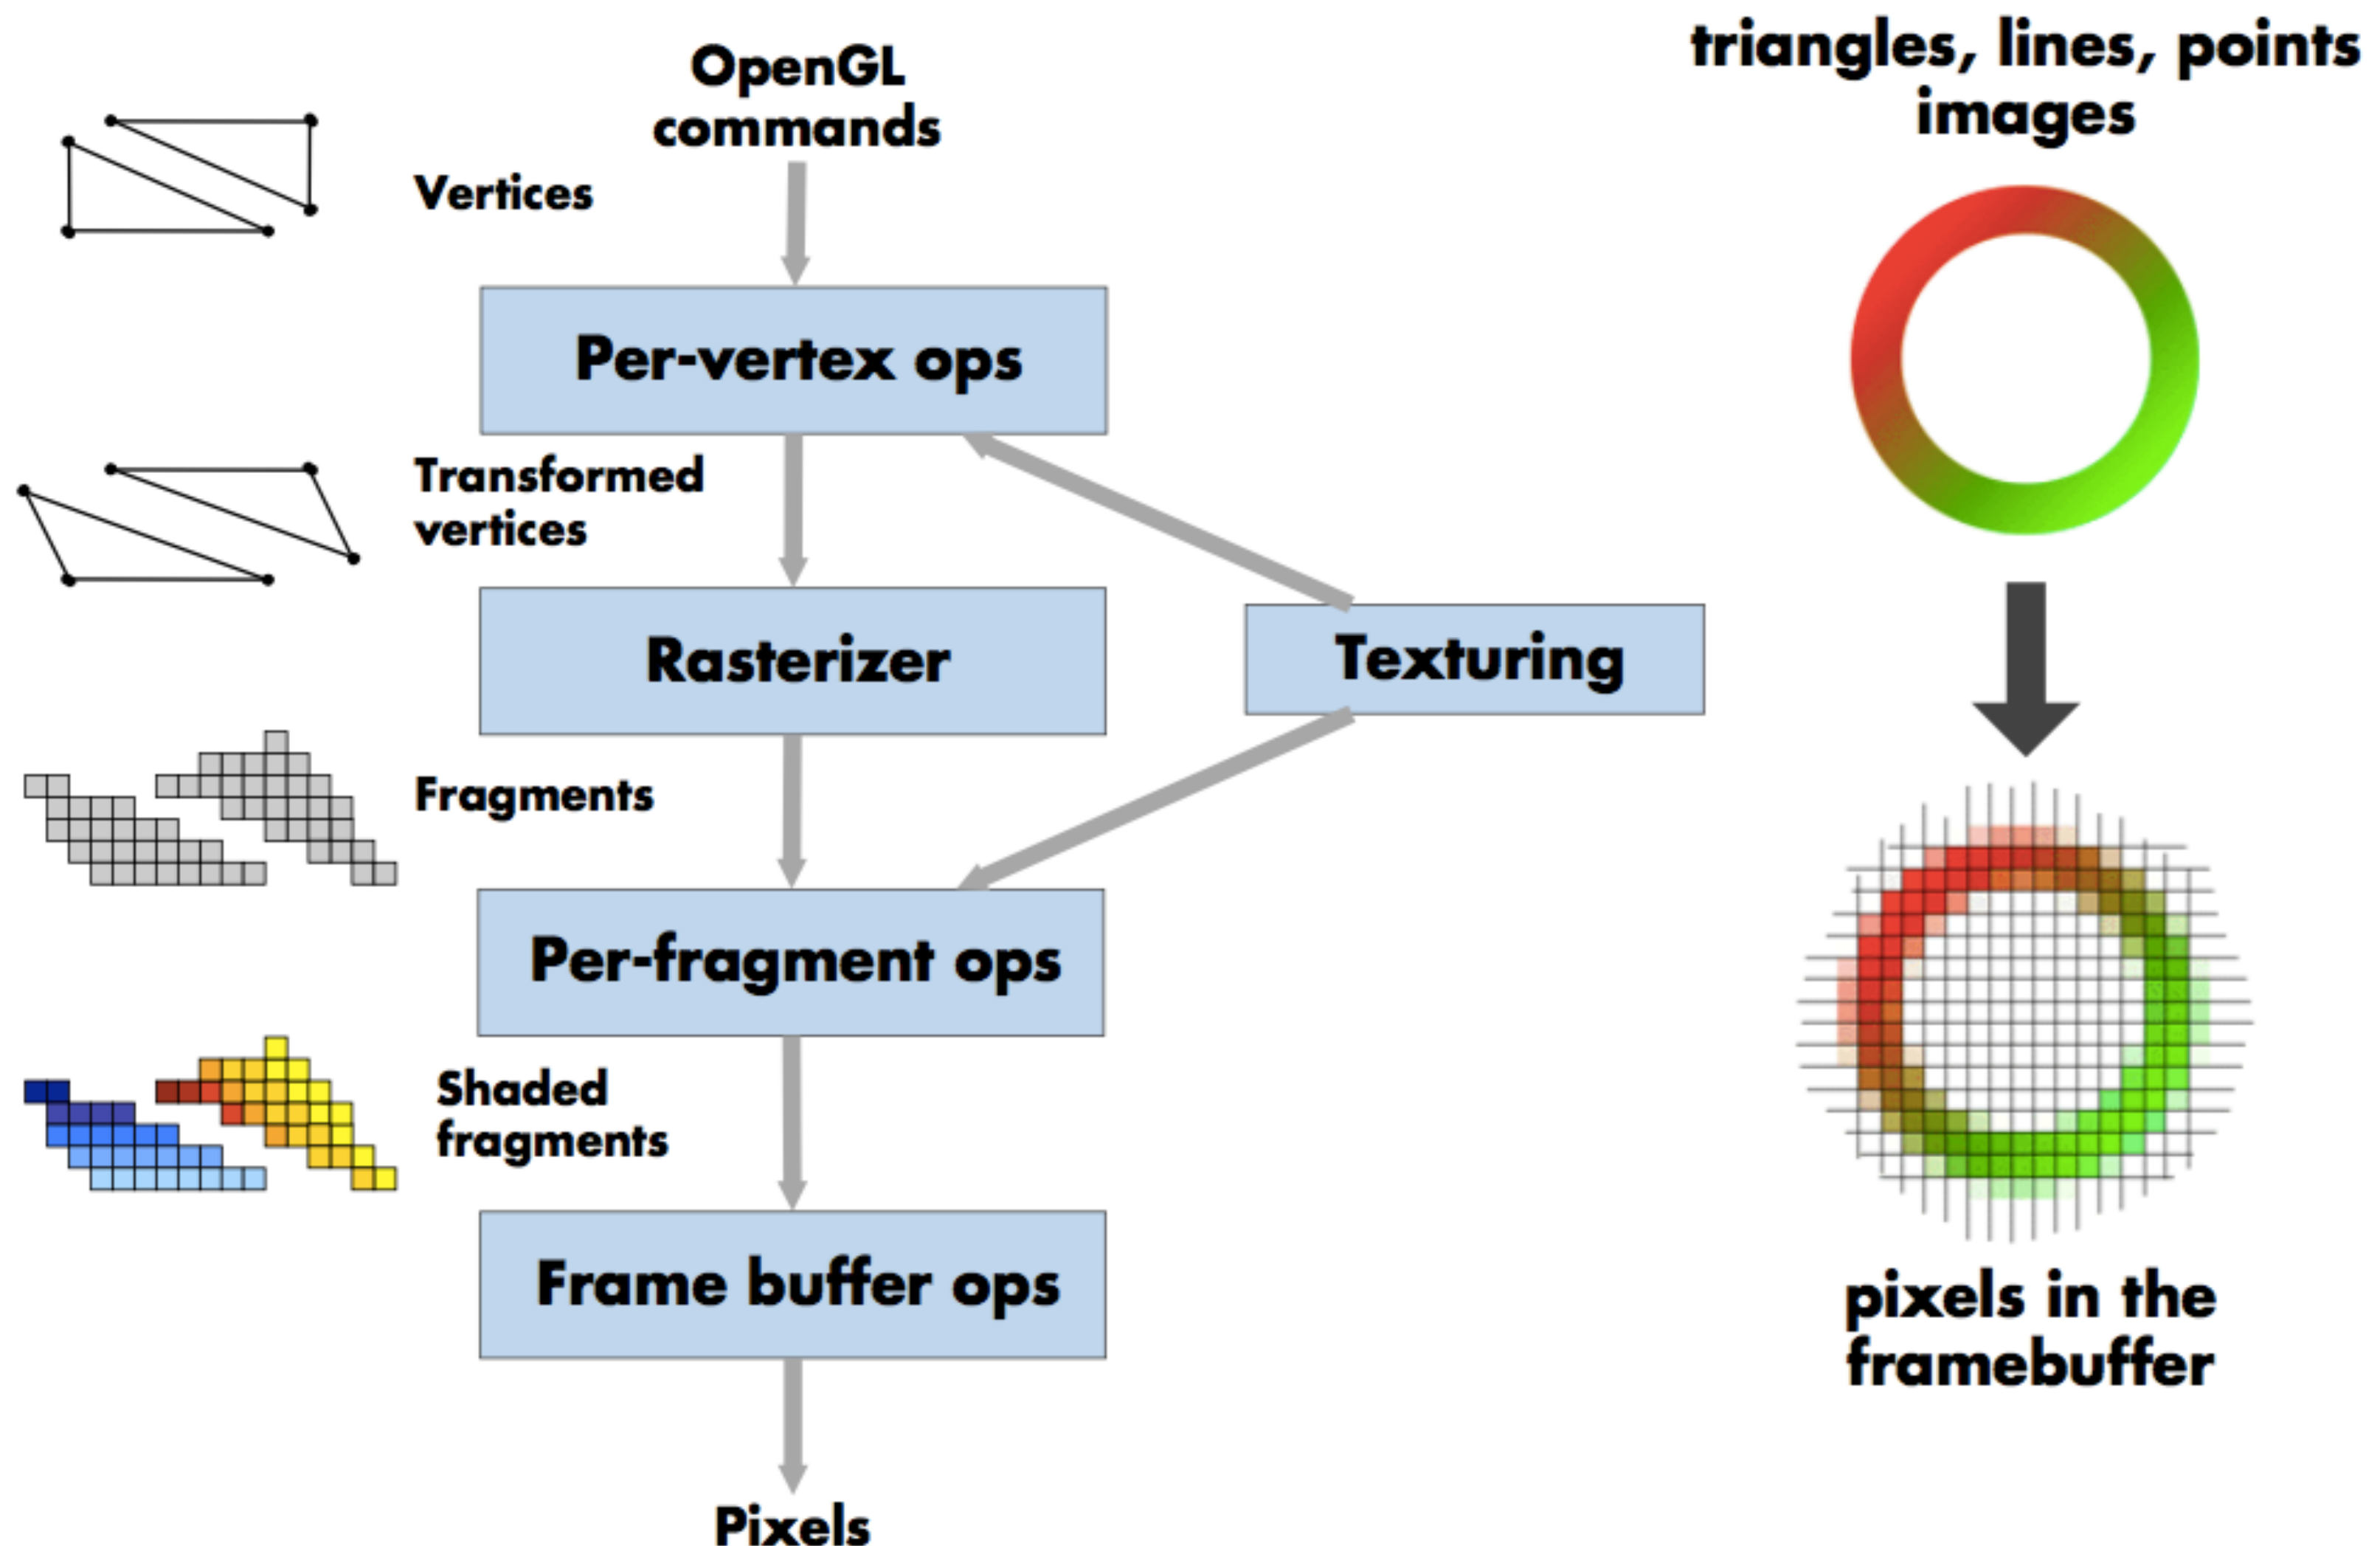 OpenGL
commands
Vertices
Per-vertex ops
Transformed
vertices
Rasterizer
Texturing
Fragments
Per-fragment ops
Shaded
fragments
Frame buffer ops
Pixels
triangles, lines, points
images
pixels in the
framebuffer